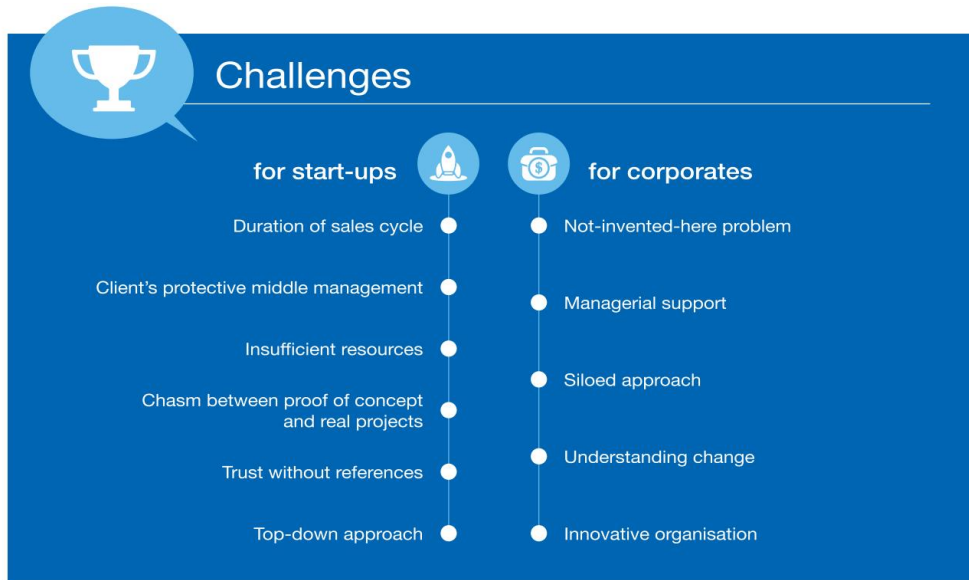 Challenges
for start-ups
Duration of sales cycle
Client's protective middle management
Insufficient resources
Chasm between proof of concept
and real projects
Trust without references
Top-down approach
$
for corporates
Not-invented-here problem
Managerial support
Siloed approach
Understanding change
Innovative organisation